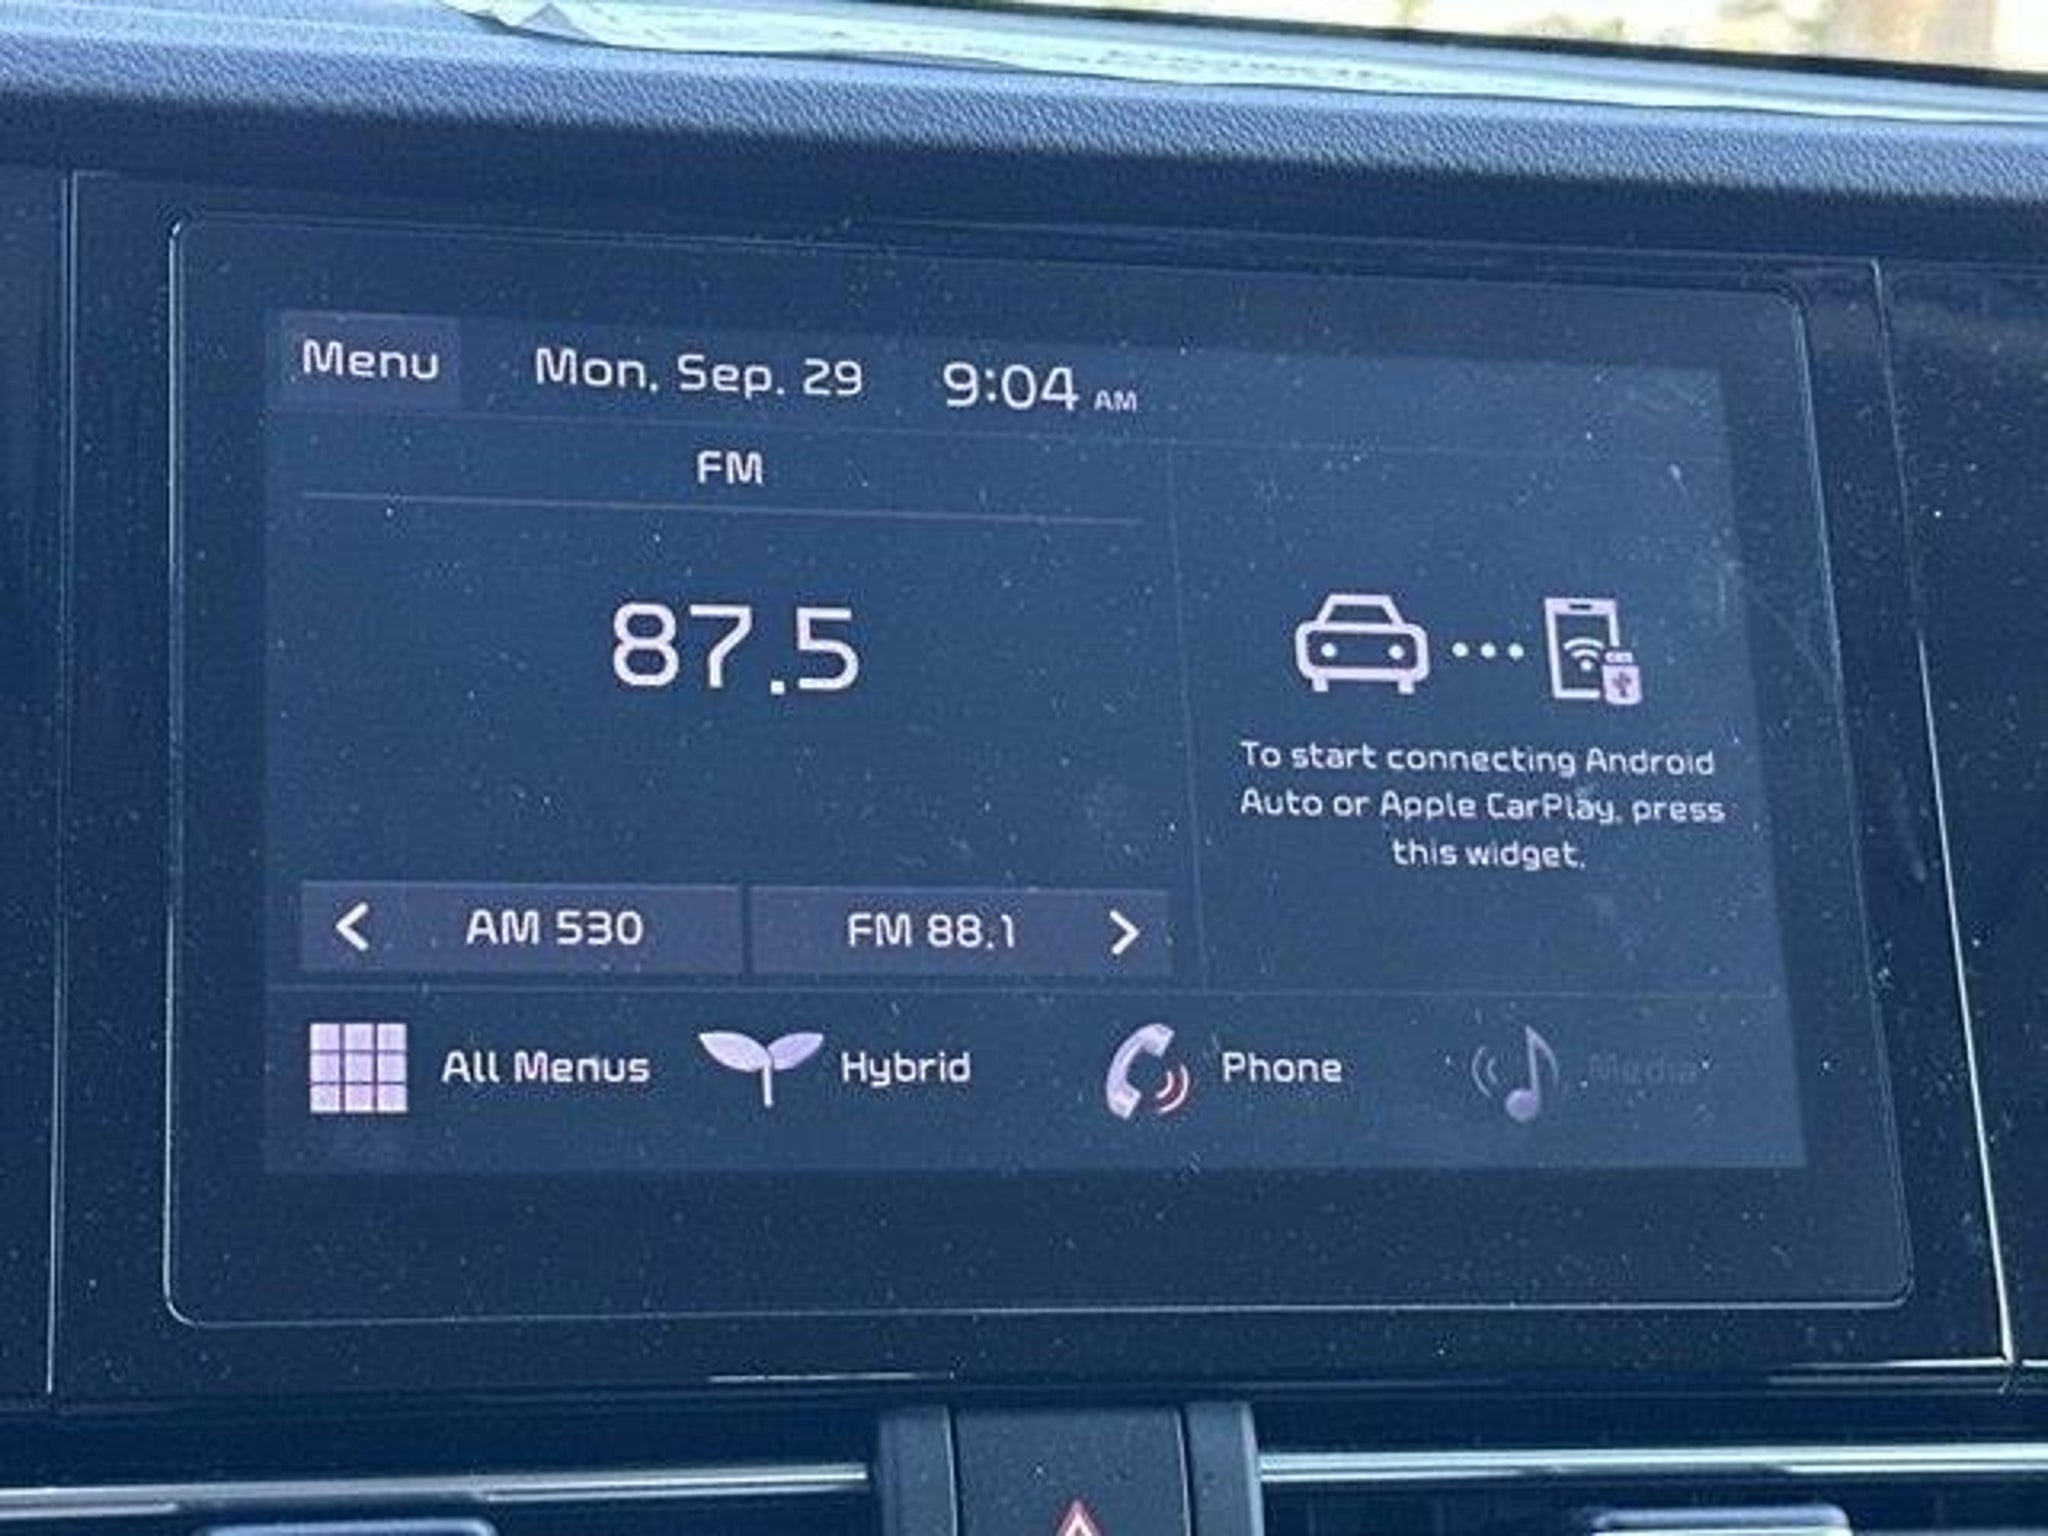 Menu Mon, Sep. 29 9:04 AM
FM
87.5
To start connecting Android
Auto or Apple CarPlay, press
this widget.
AM 530 FM 88.1
All Menus Hybrid Phone Media